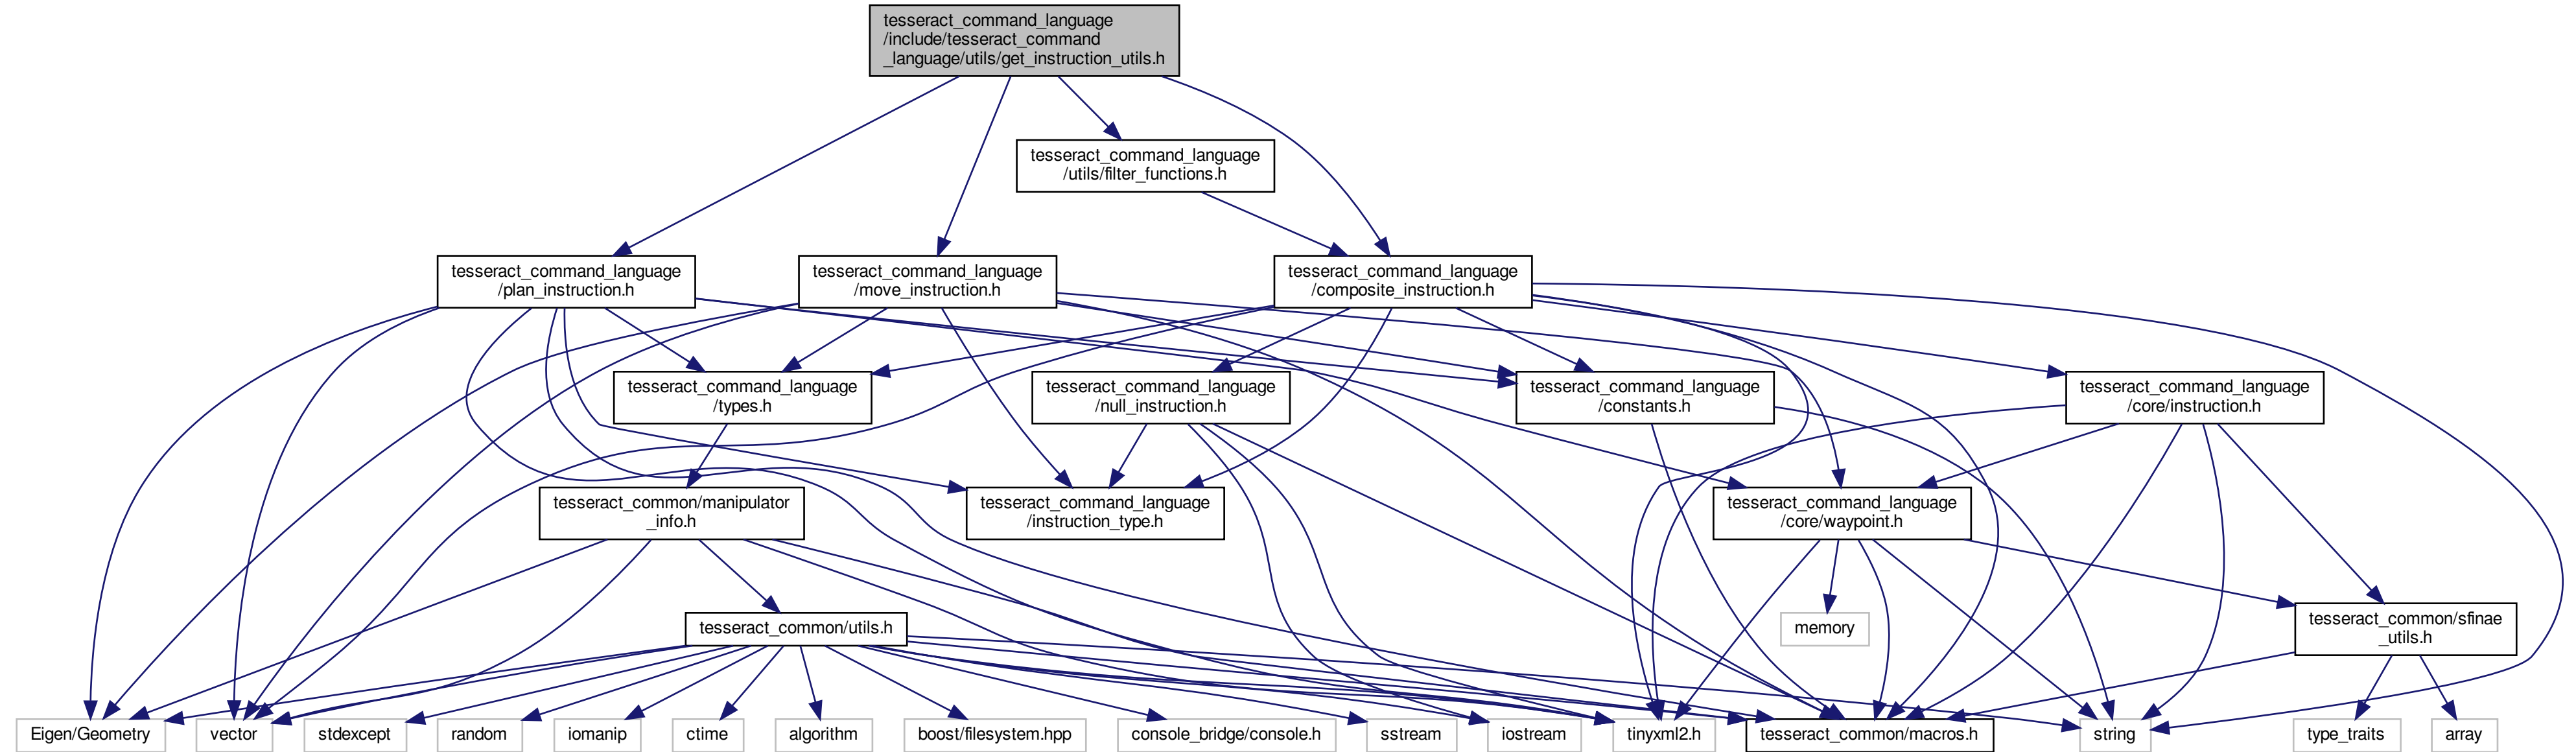 tesseract_command_language
/include/tesseract_command
_language/utils/get_instruction_utils.h
tesseract_command_language
/utils/filter_functions.h
tesseract_command_language
/plan_instruction.h
tesseract_command_language
/move_instruction.h
tesseract_command_language
/composite_instruction.h
tesseract_command_language
/types.h
tesseract_command_language
/null_instruction.h
tesseract_command_language
/constants.h
tesseract_command_language
/core/instruction.h
tesseract_common/manipulator
_info.h
tesseract_command_language
/instruction_type.h
tesseract_command_language
/core/waypoint.h
tesseract_common/utils.h
memory
tesseract_common/sfinae
_utils.h
Eigen/Geometry
vector
stdexcept
random
iomanip
ctime
algorithm
boost/filesystem.hpp
console_bridge/console.h
sstream
iostream
tinyxml2.h
tesseract_common/macros.h
string
type_traits
array